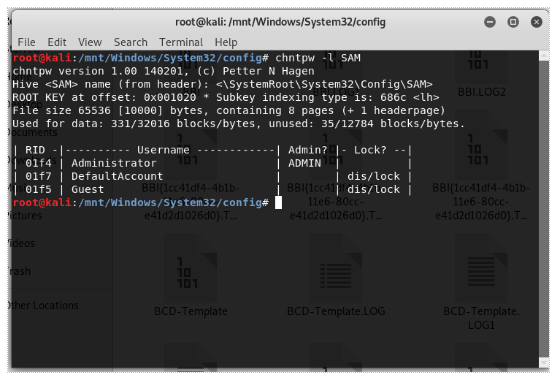 root@kali: /mnt/Windows/System32/config
File Edit View Search Terminal Help
root@kali:/mnt/Windows/System32/config# chntpw -l SAM
chntpw version 1.00 140201, (c) Petter N Hagen
Hive <SAM> name (from header): <\SystemRoot\System32\Config\SAM>
ROOT KEY at offset: 0x001020 * Subkey indexing type is: 686c <lh>
File size 65536 [10000] bytes, containing 8 pages (+ 1 headerpage)
Used for data: 331/32016 blocks/bytes, unused: 35/12784 blocks/bytes.
| RID -|---------- Username ------------| Admin? |- Lock? --|
| 01f4 | Administrator | ADMIN | |
| 01f7 | DefaultAccount | | dis/lock |
| 01f5 | Guest | | dis/lock |
root@kali:/mnt/Windows/System32/config#
BBI.LOG2
BBI{1cc41df4-4b1b-11e6-80cc-e41d2d1026d0}.T...
BBI{1cc41df4-4b1b-11e6-80cc-e41d2d1026d0}.T...
BBI{1cc41df4-4b1b-11e6-80cc-e41d2d1026d0}.T...
Videos
Other Locations
BCD-Template
BCD-Template.LOG
BCD-Template.LOG1